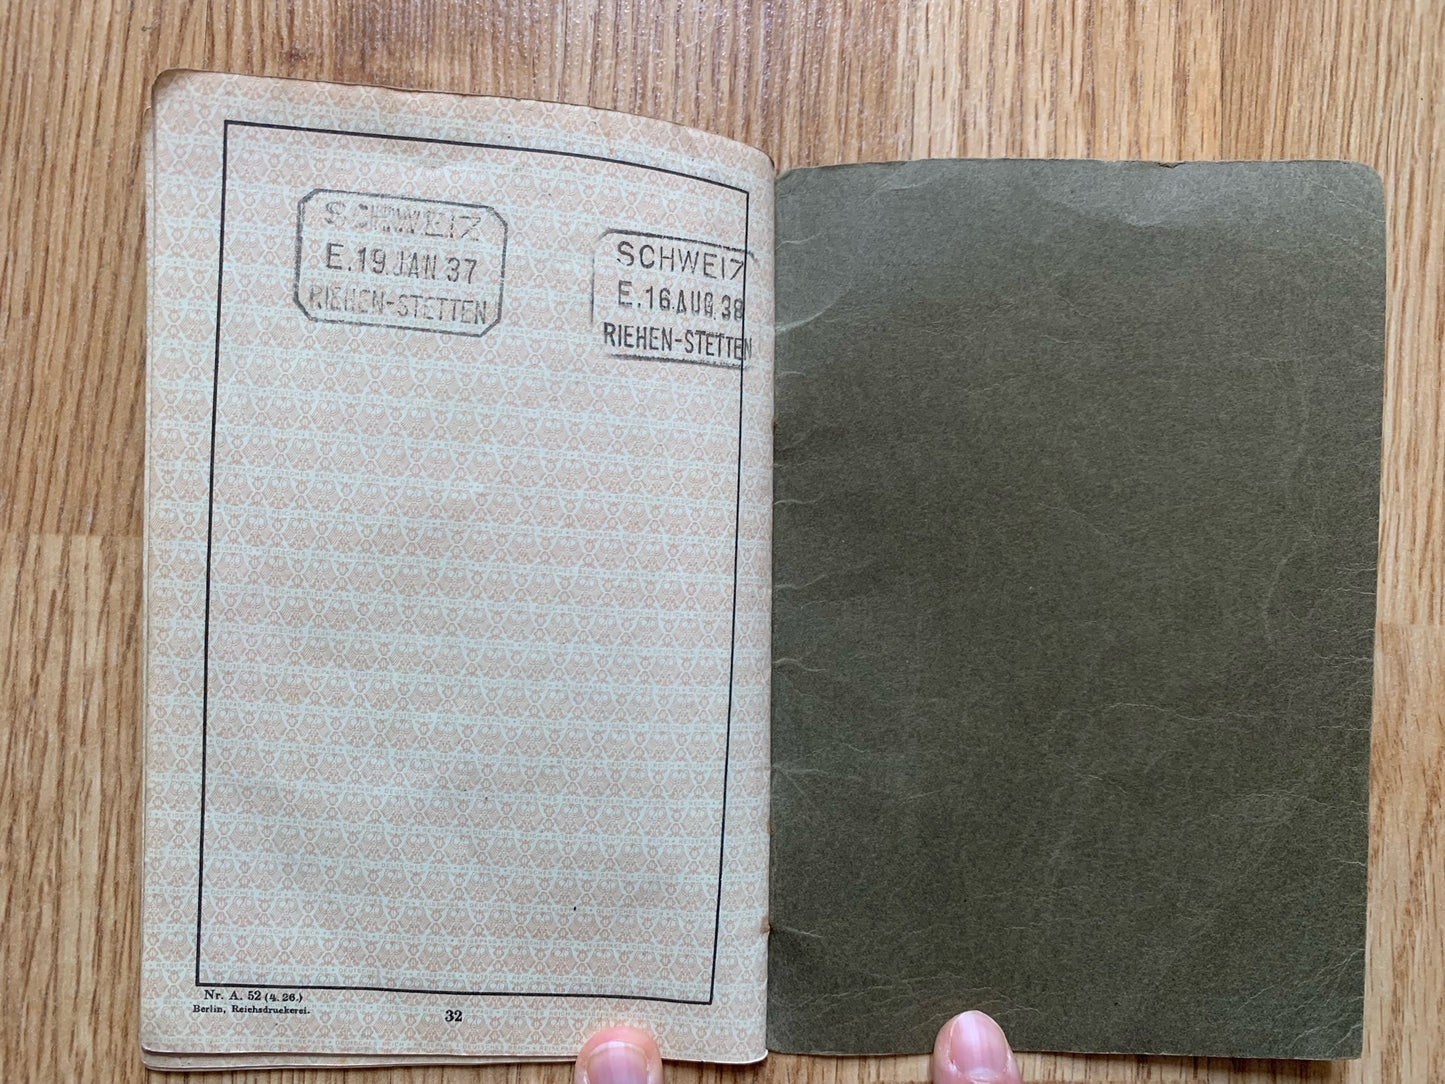 SCHWEIZ
E.19.JAN.37
RIEHEN-STETTEN
SCHWEIZ
E.16.AUG.38
RIEHEN-STETTEN
Nr. A. 52 (4. 26.)
Berlin, Reichsdruckerei.
32